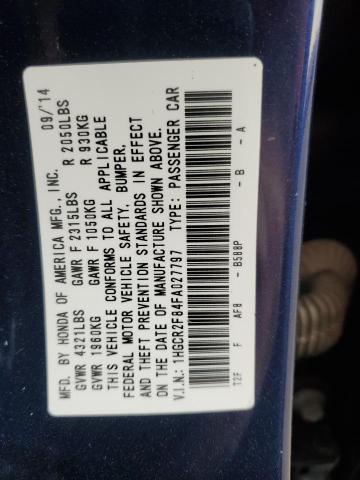 MFD. BY HONDA OF AMERICA MFG., INC. 09/'14
GVWR 4321LBS GAWR F 2315LBS R 2050LBS
GVWR 1960KG GAWR F 1050KG R 930KG
THIS VEHICLE CONFORMS TO ALL APPLICABLE
FEDERAL MOTOR VEHICLE SAFETY, BUMPER,
AND THEFT PREVENTION STANDARDS IN EFFECT
ON THE DATE OF MANUFACTURE SHOWN ABOVE.
V.I.N.: 1HGCR2F84FA027797 TYPE: PASSENGER CAR
T2F F - AF8 - B588P - B - A